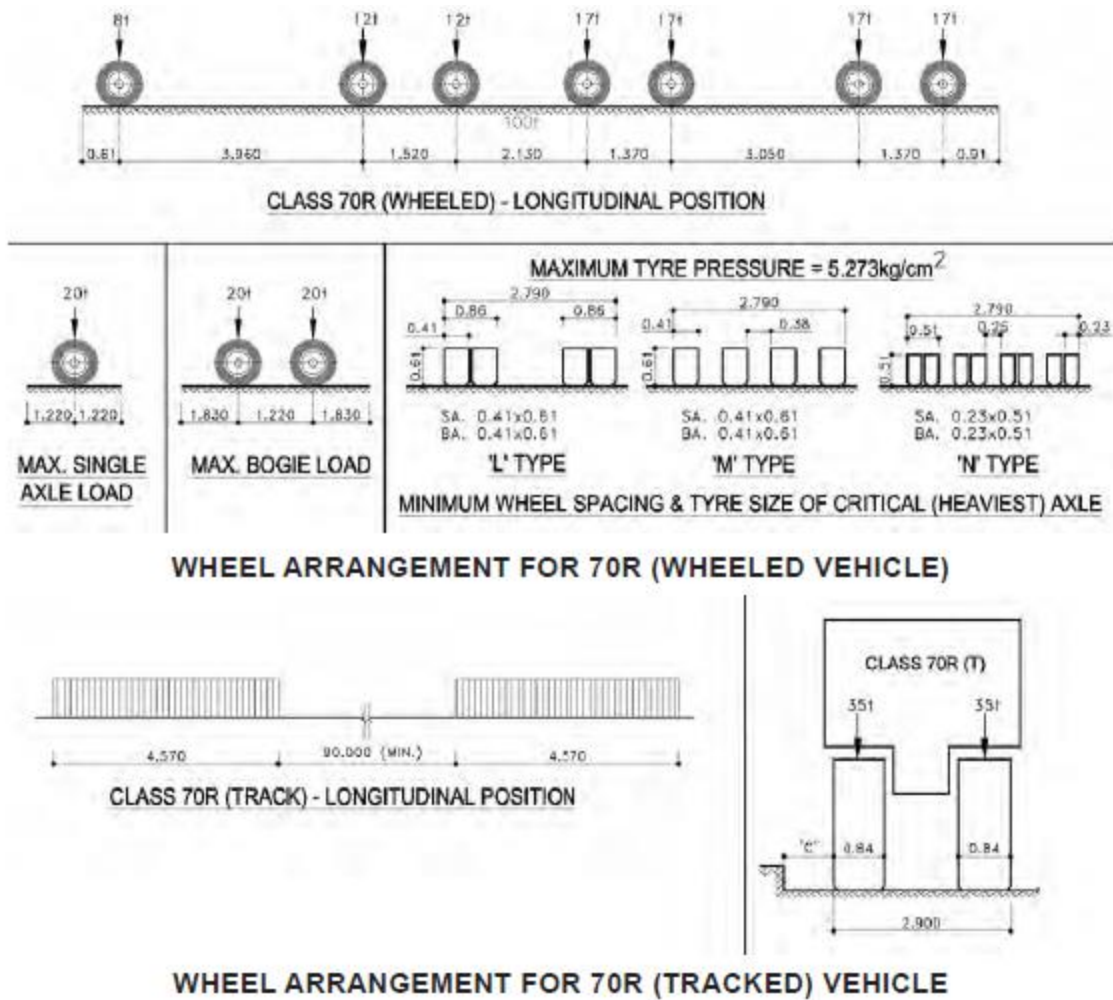 8t 12t 12t 17t 17t 17t 17t
100t
0.61 3.960 1.520 2.130 1.370 3.050 1.370 0.91
CLASS 70R (WHEELED) - LONGITUDINAL POSITION
20t
1.220 1.220
MAX. SINGLE
AXLE LOAD
20t 20t
1.830 1.220 1.830
MAX. BOGIE LOAD
MAXIMUM TYRE PRESSURE = 5.273kg/cm2
2.790
0.86 0.86
0.41
0.61
SA. 0.41x0.61
BA. 0.41x0.61
'L' TYPE
2.790
0.41 0.38
0.61
SA. 0.41x0.61
BA. 0.41x0.61
'M' TYPE
2.790
0.51 0.25 0.23
0.51
SA. 0.23x0.51
BA. 0.23x0.51
'N' TYPE
MINIMUM WHEEL SPACING & TYRE SIZE OF CRITICAL (HEAVIEST) AXLE
WHEEL ARRANGEMENT FOR 70R (WHEELED VEHICLE)
4.570 90.000 (MIN.) 4.570
CLASS 70R (TRACK) - LONGITUDINAL POSITION
CLASS 70R (T)
35t 35t
'C' 0.84 0.84
2.900
WHEEL ARRANGEMENT FOR 70R (TRACKED) VEHICLE